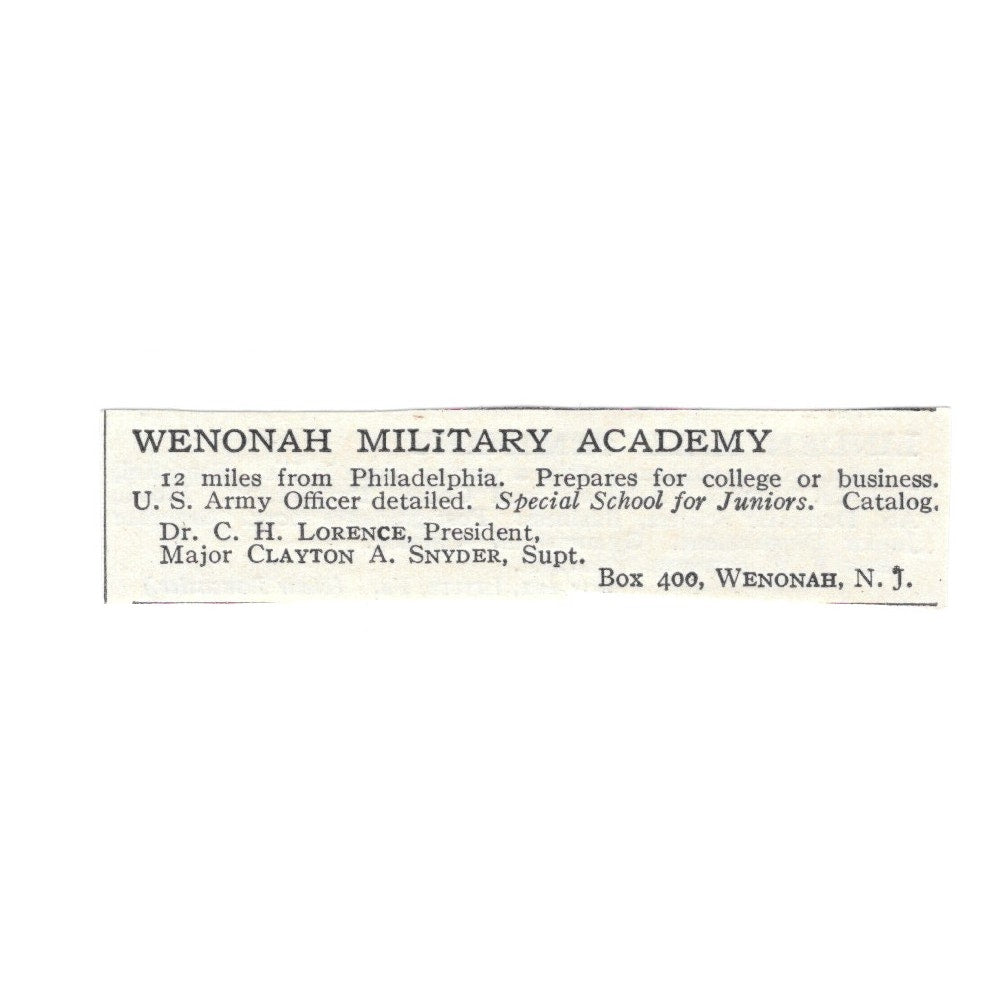 WENONAH MILITARY ACADEMY
12 miles from Philadelphia. Prepares for college or business.
U. S. Army Officer detailed. Special School for Juniors. Catalog.
Dr. C. H. LORENCE, President,
Major CLAYTON A. SNYDER, Supt.
Box 400, WENONAH, N. J.